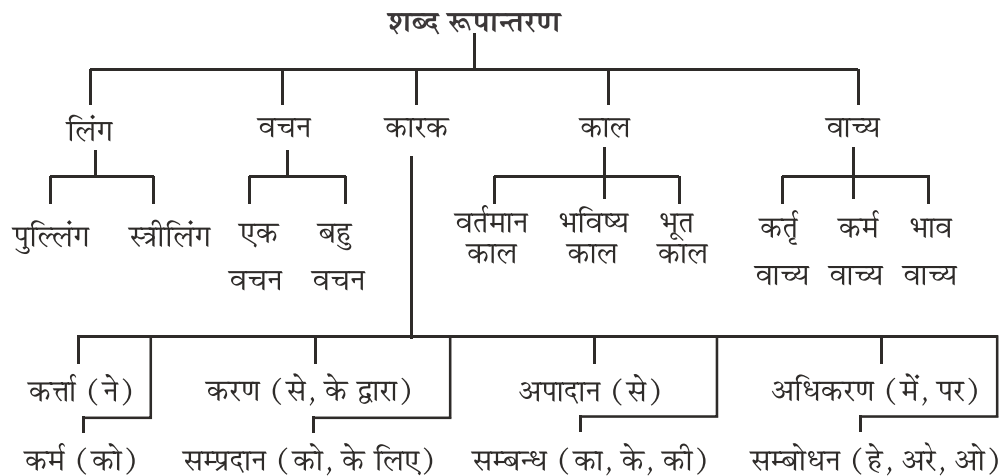 शब्द रूपान्तरण
लिंग वचन कारक काल वाच्य
पुल्लिंग स्त्रीलिंग एक वचन बहु वचन वर्तमान काल भविष्य काल भूत काल कर्तृ वाच्य कर्म वाच्य भाव वाच्य
कर्त्ता (ने) करण (से, के द्वारा) अपादान (से) अधिकरण (में, पर)
कर्म (को) सम्प्रदान (को, के लिए) सम्बन्ध (का, के, की) सम्बोधन (हे, अरे, ओ)